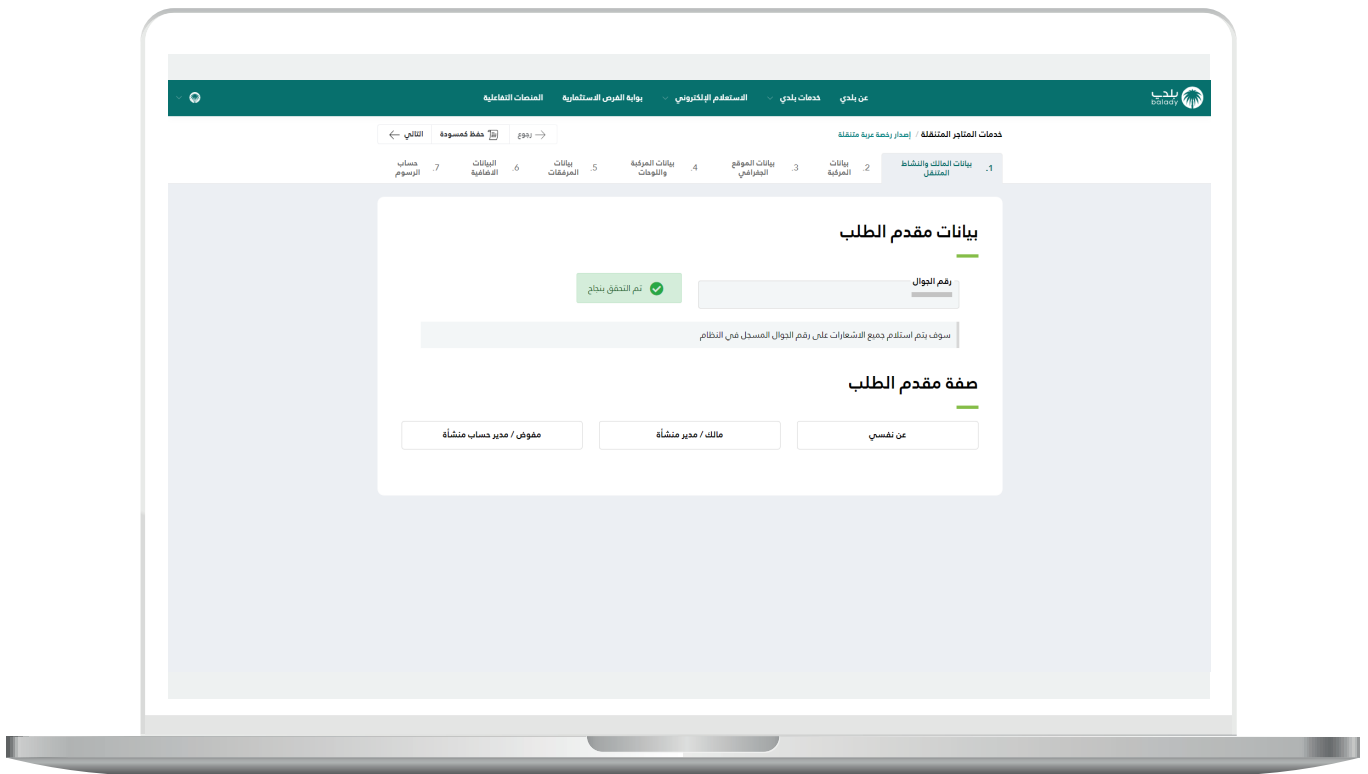 بلدي
balady
عن بلدي
خدمات بلدي
الاستعلام الإلكتروني
بوابة الفرص الاستثمارية
المنصات التفاعلية
خدمات المتاجر المتنقلة / إصدار رخصة عربة متنقلة
رجوع
حفظ كمسودة
التالي
1. بيانات المالك والنشاط
المتنقل
2. بيانات
المركبة
3. بيانات الموقع
الجغرافي
4. بيانات المركبة
واللوحات
5. بيانات
المرفقات
6. البيانات
الاضافية
7. حساب
الرسوم
بيانات مقدم الطلب
رقم الجوال
تم التحقق بنجاح
سوف يتم استلام جميع الاشعارات على رقم الجوال المسجل في النظام
صفة مقدم الطلب
عن نفسي
مالك / مدير منشأة
مفوض / مدير حساب منشأة